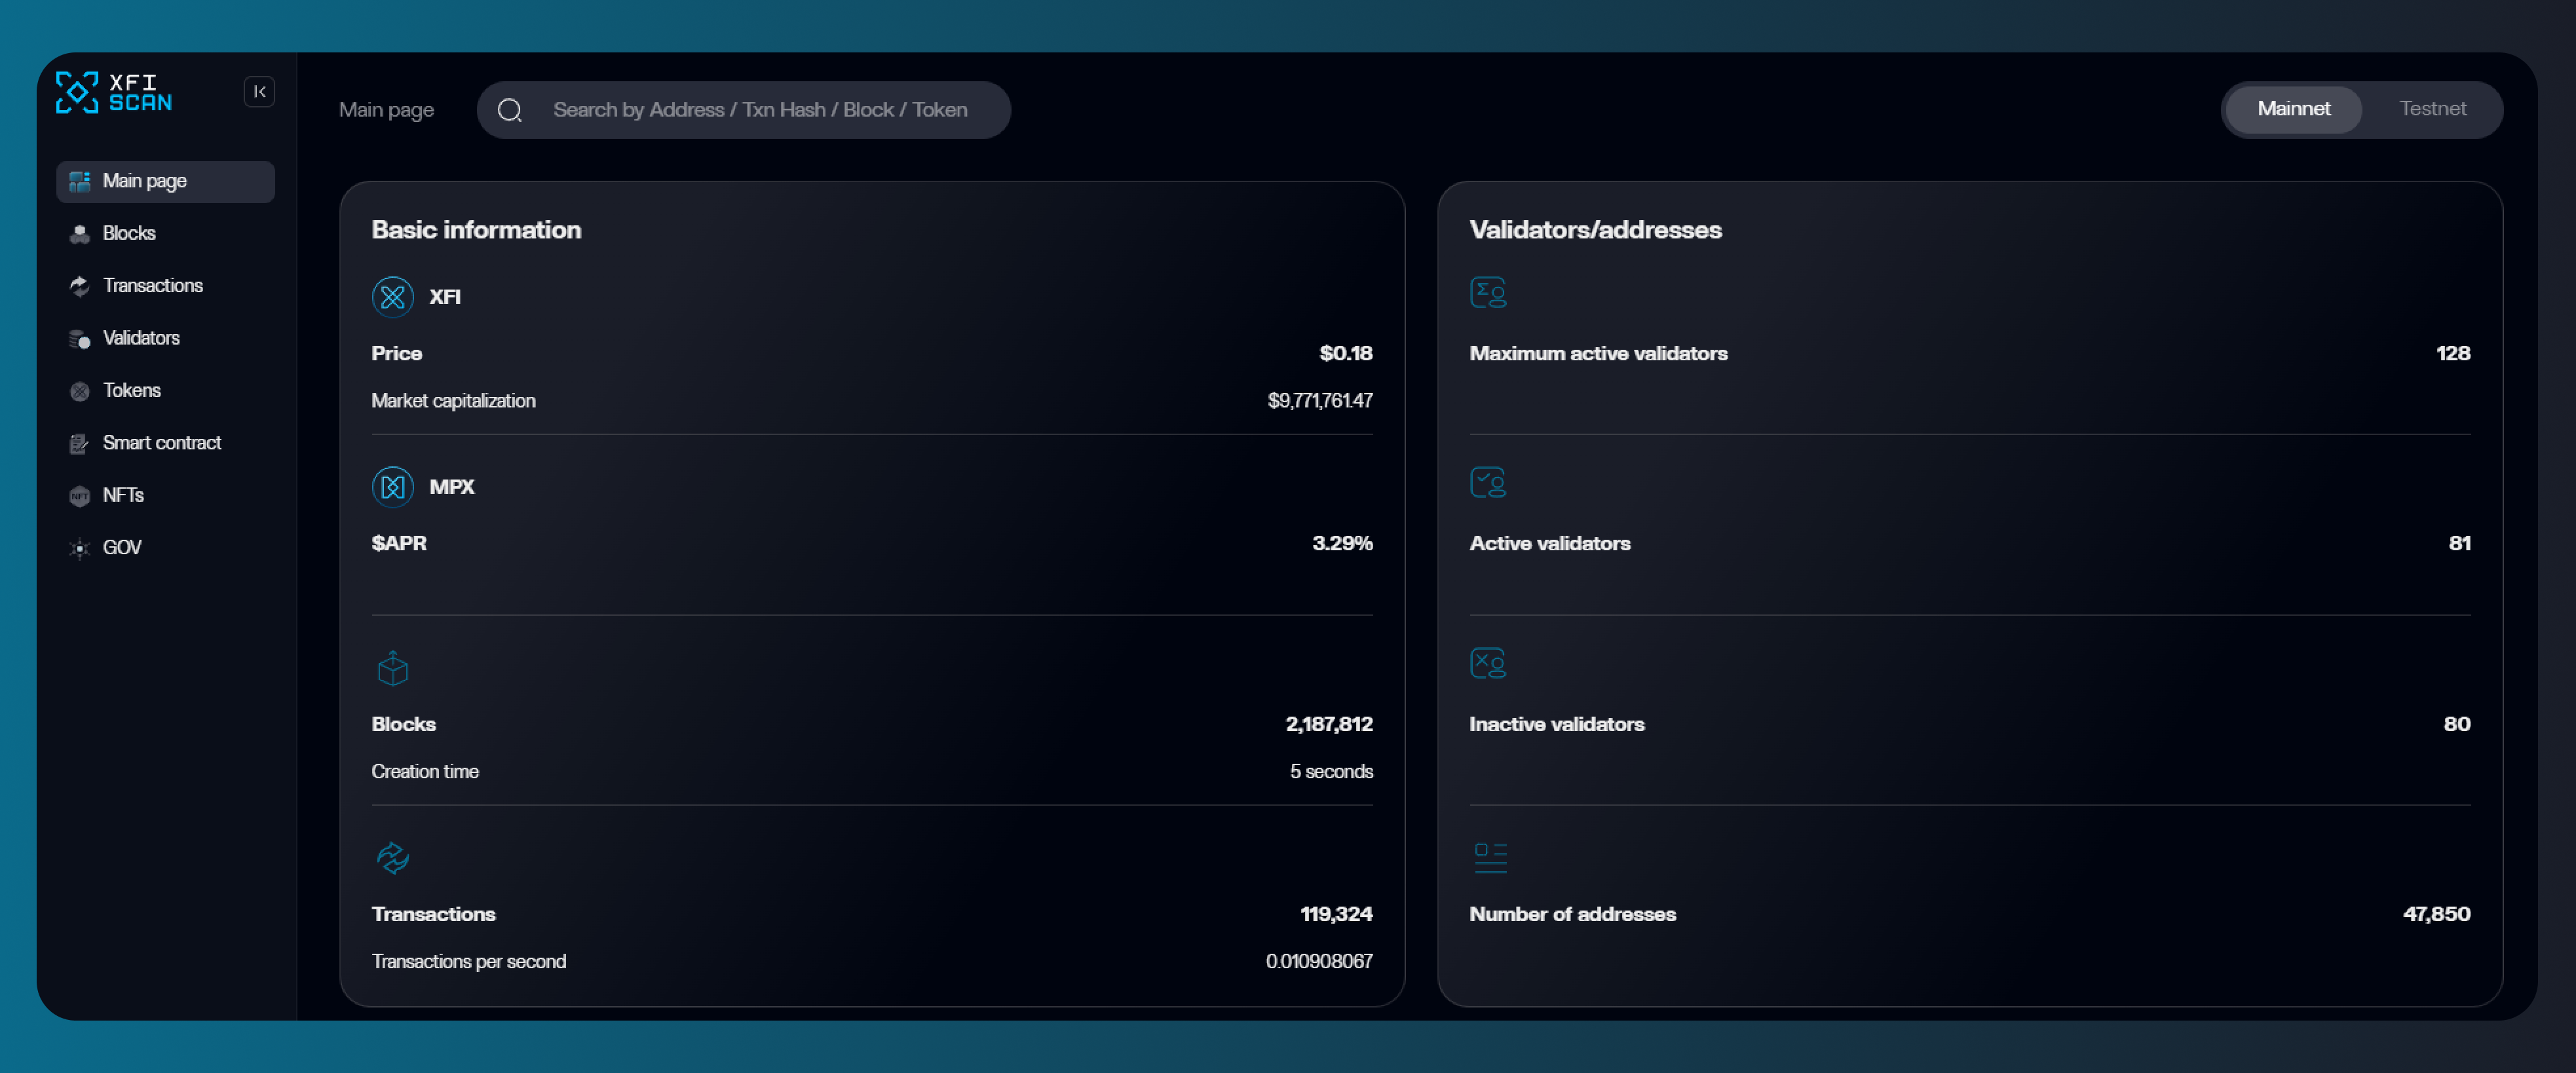 XFI
SCAN
Main page
Blocks
Transactions
Validators
Tokens
Smart contract
NFT
NFTs
GOV
Main page
Search by Address / Txn Hash / Block / Token
Mainnet
Testnet
Basic information
XFI
Price
$0.18
Market capitalization
$9,771,761.47
MPX
$APR
3.29%
Blocks
2,187,812
Creation time
5 seconds
Transactions
119,324
Transactions per second
0.010908067
Validators/addresses
Maximum active validators
128
Active validators
81
Inactive validators
80
Number of addresses
47,850